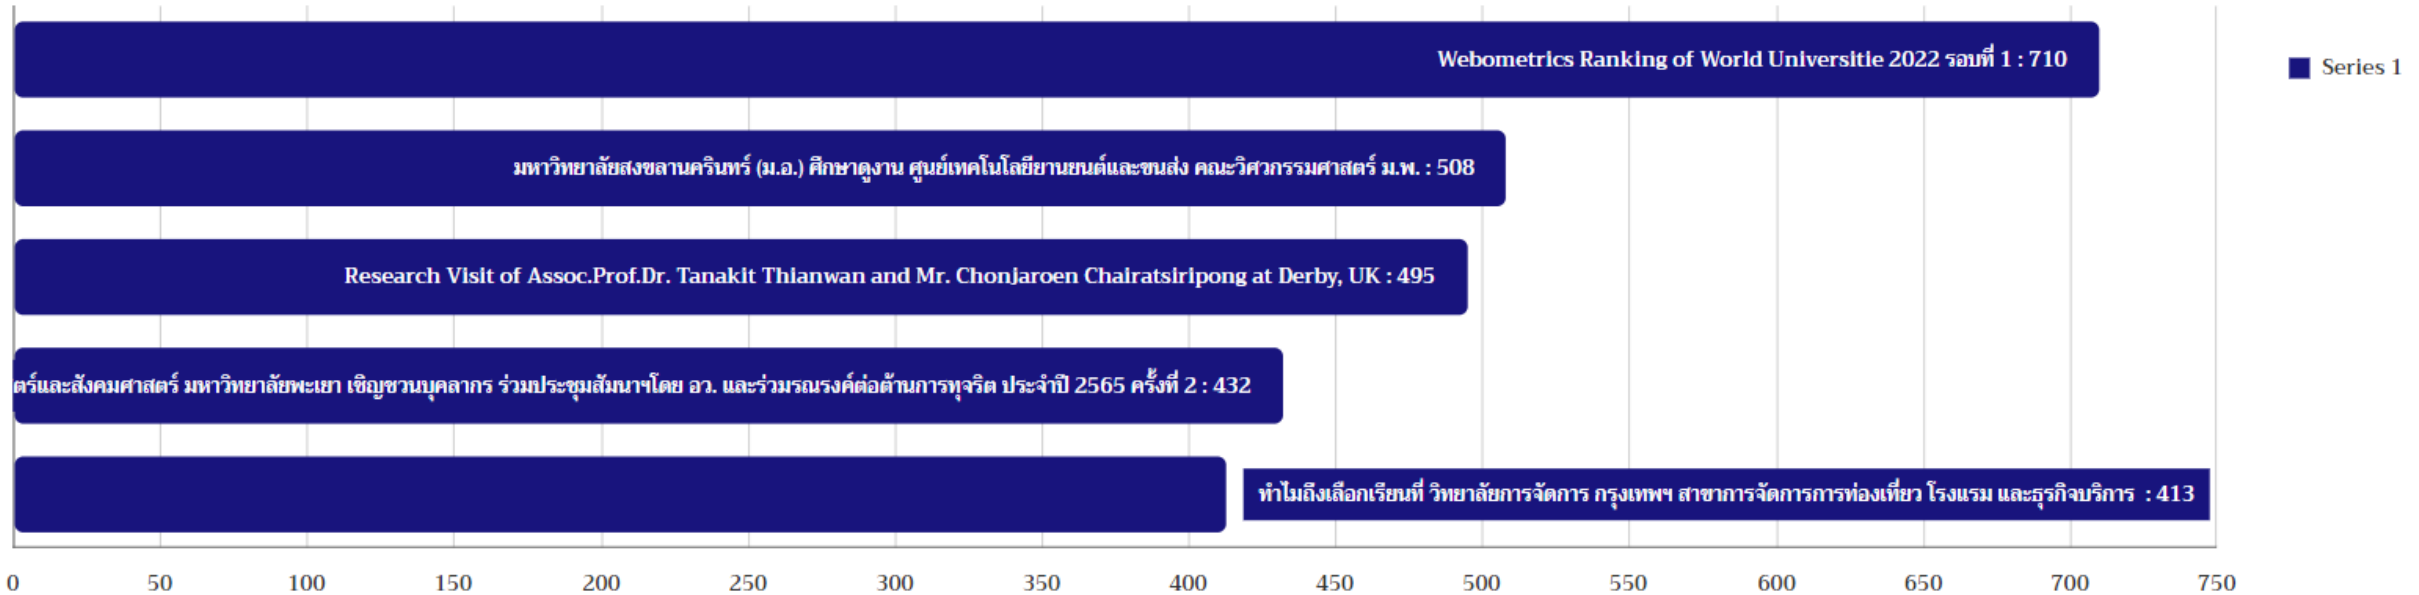 Webometrics Ranking of World Universitie 2022 รอบที่ 1 : 710
Series 1
มหาวิทยาลัยสงขลานครินทร์ (ม.อ.) ศึกษาดูงาน ศูนย์เทคโนโลยียานยนต์และขนส่ง คณะวิศวกรรมศาสตร์ ม.พ. : 508
Research Visit of Assoc.Prof.Dr. Tanakit Thianwan and Mr. Chonjaroen Chairatsiripong at Derby, UK : 495
ตร์และสังคมศาสตร์ มหาวิทยาลัยพะเยา เชิญชวนบุคลากร ร่วมประชุมสัมนาฯโดย อว. และร่วมรณรงค์ต่อต้านการทุจริต ประจำปี 2565 ครั้งที่ 2 : 432
ทำไมถึงเลือกเรียนที่ วิทยาลัยการจัดการ กรุงเทพฯ สาขาการจัดการการท่องเที่ยว โรงแรม และธุรกิจบริการ : 413
0 50 100 150 200 250 300 350 400 450 500 550 600 650 700 750